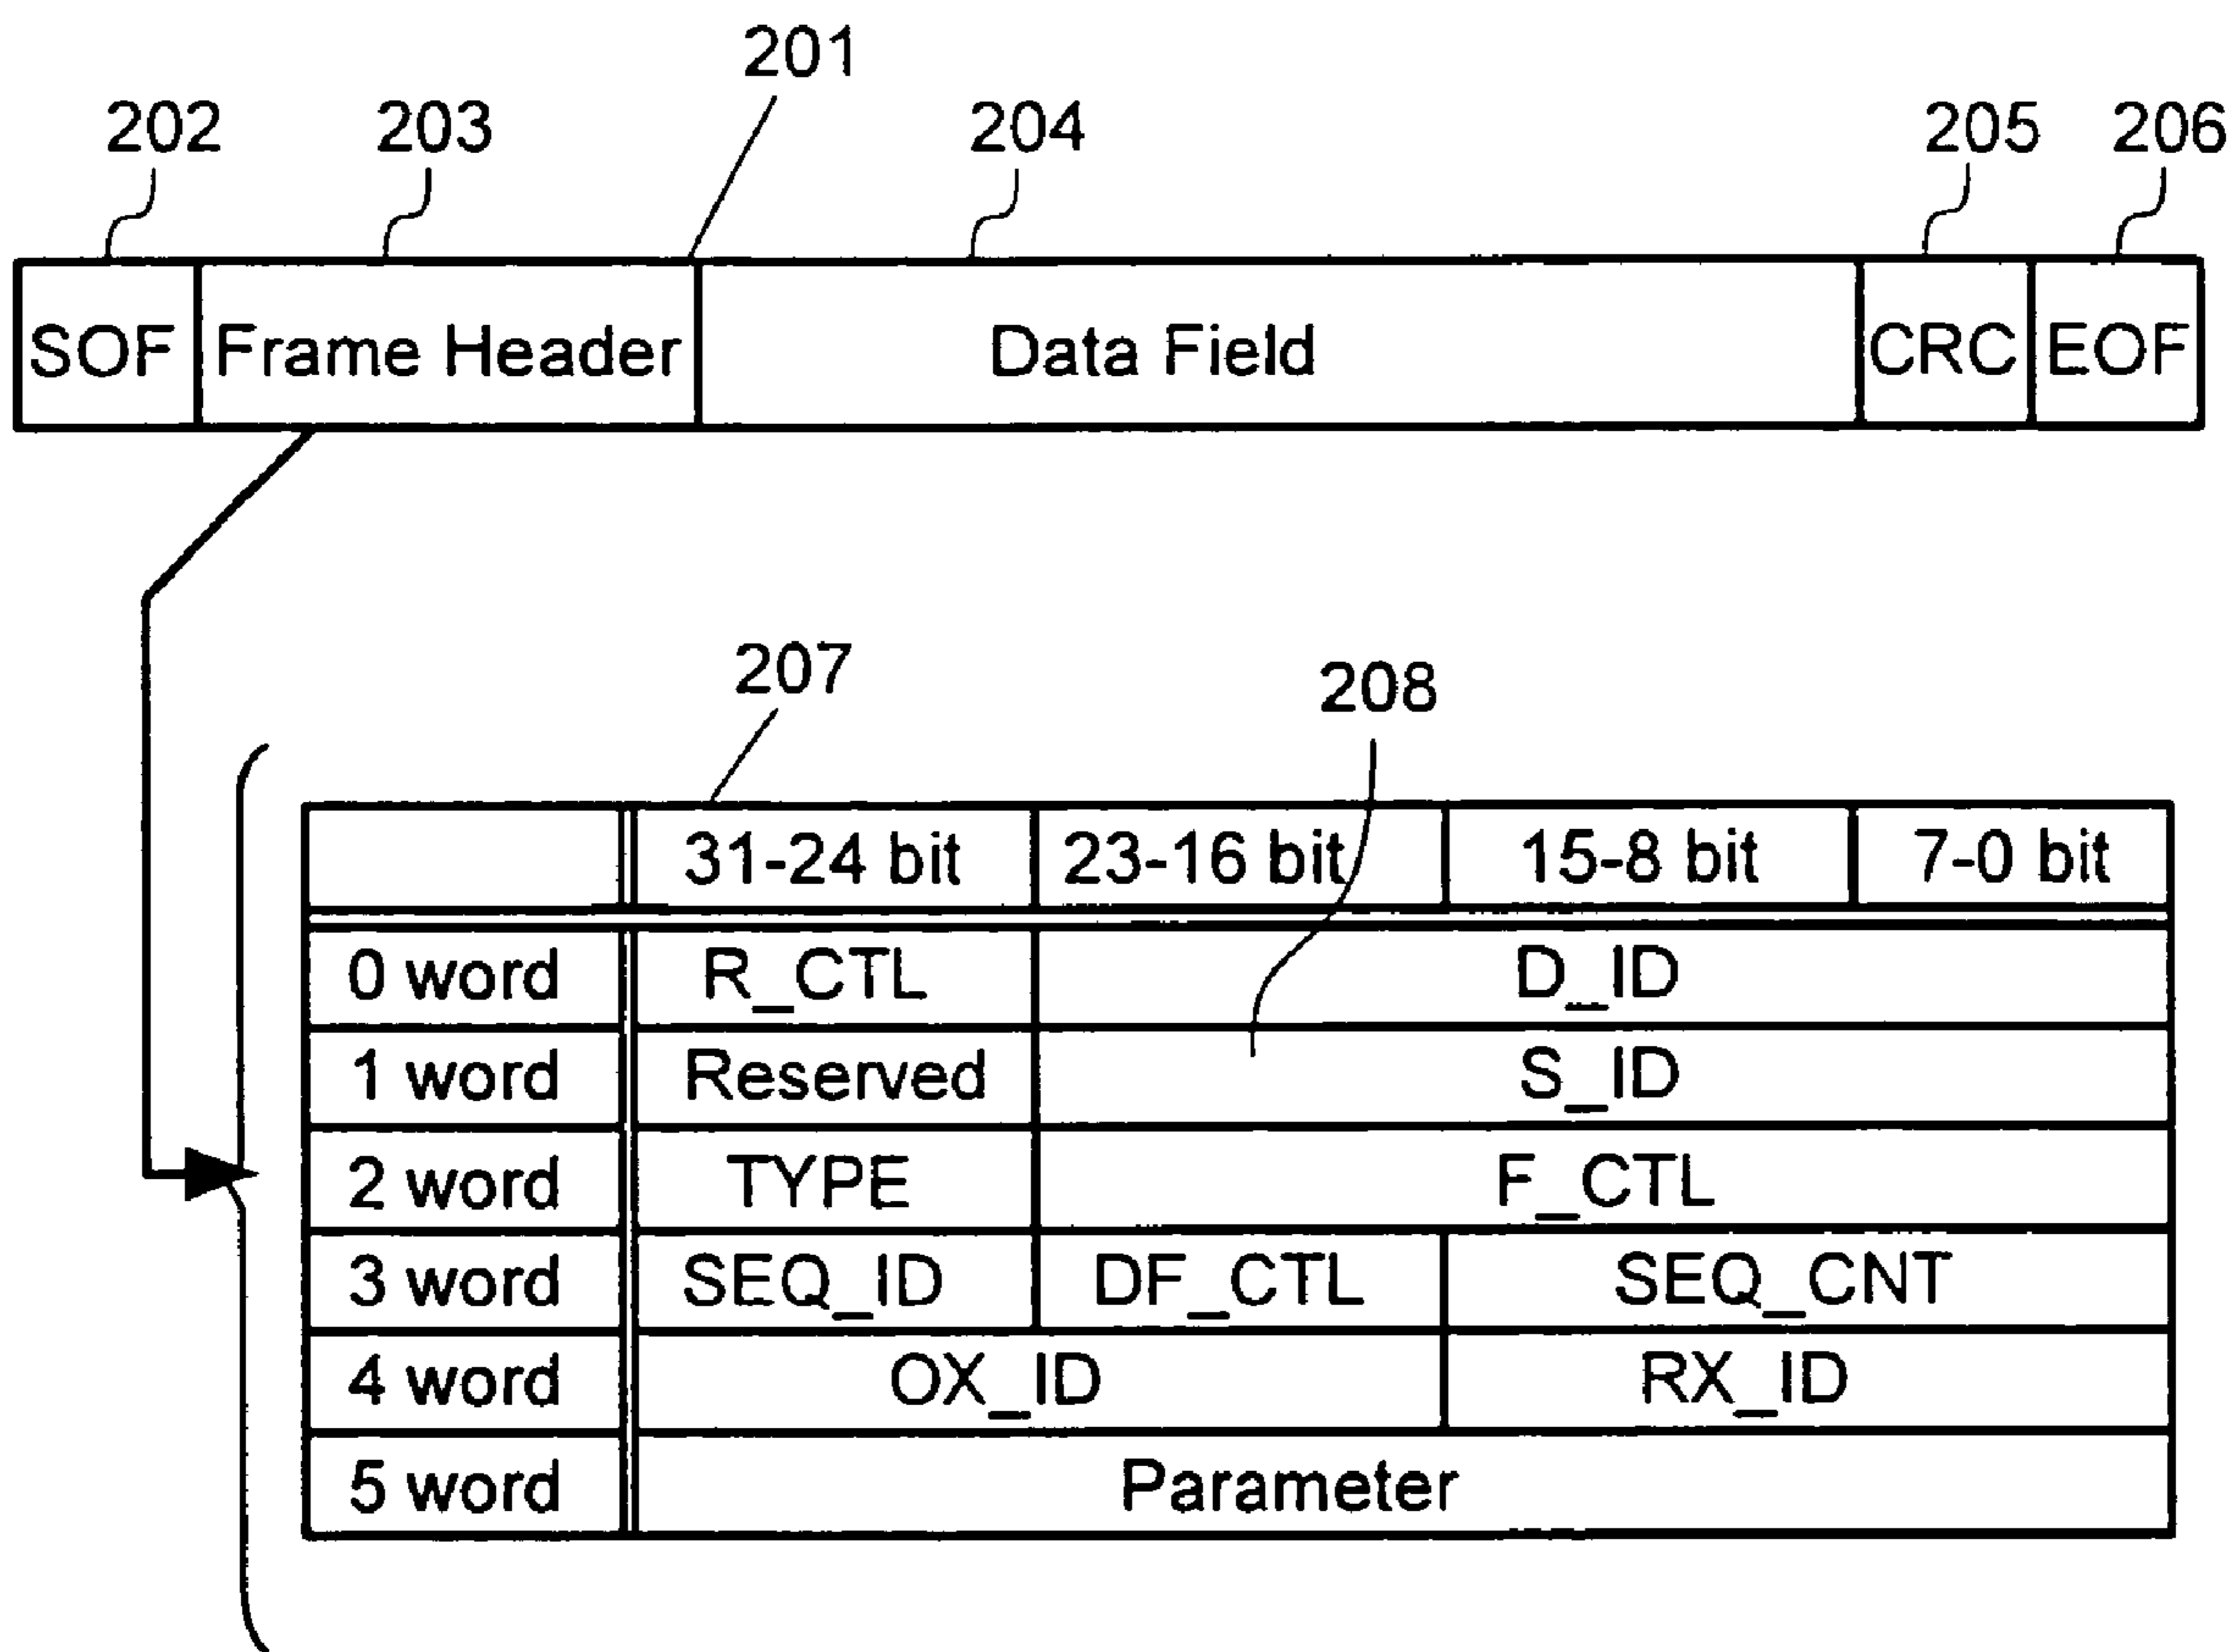 201
202 203 204 205 206
SOF Frame Header Data Field CRC EOF
207
208
31-24 bit 23-16 bit 15-8 bit 7-0 bit
0 word R_CTL D_ID
1 word Reserved S_ID
2 word TYPE F_CTL
3 word SEQ_ID DF_CTL SEQ_CNT
4 word OX_ID RX_ID
5 word Parameter